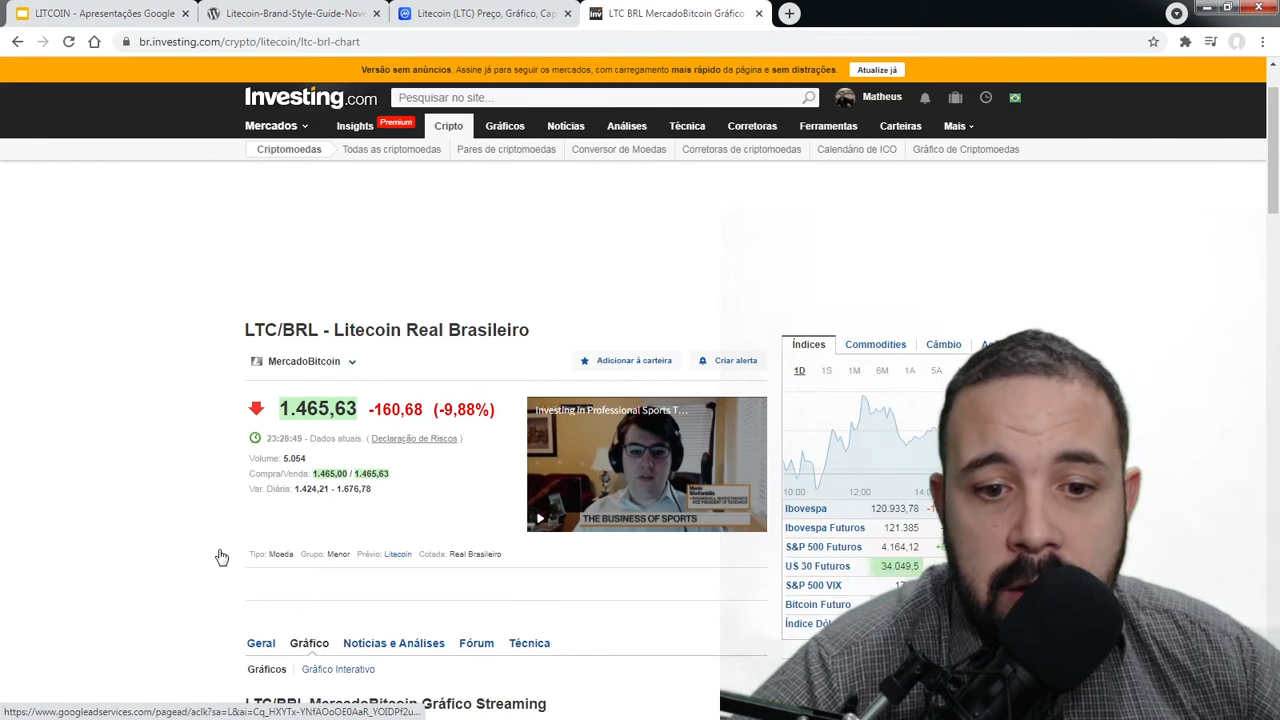 LITCOIN - Apresentações Google
Litecoin-Brand-Style-Guide-Nove
Litecoin (LTC) Preço, Gráfico, Cap
Inv
LTC BRL MercadoBitcoin Gráfico
br.investing.com/crypto/litecoin/ltc-brl-chart
Versão sem anúncios. Assine já para seguir os mercados, com carregamento mais rápido da página e sem distrações.
Atualize já
Investing.com
Pesquisar no site...
Matheus
Mercados
Insights
Premium
Cripto
Gráficos
Notícias
Análises
Técnica
Corretoras
Ferramentas
Carteiras
Mais
Criptomoedas
Todas as criptomoedas
Pares de criptomoedas
Conversor de Moedas
Corretoras de criptomoedas
Calendário de ICO
Gráfico de Criptomoedas
LTC/BRL - Litecoin Real Brasileiro
MercadoBitcoin
Adicionar à carteira
Criar alerta
1.465,63 -160,68 (-9,88%)
23:28:49 - Dados atuais. (Declaração de Riscos )
Volume: 5.054
Compra/Venda: 1.465,00 / 1.465,63
Var. Diária: 1.424,21 - 1.676,78
Investing in Professional Sports T...
THE BUSINESS OF SPORTS
Tipo: Moeda Grupo: Menor Prévio: Litecoin Cotada: Real Brasileiro
Índices
Commodities
Câmbio
1D
1S
1M
6M
1A
5A
10:00
12:00
Ibovespa 120.933,78
Ibovespa Futuros 121.385
S&P 500 Futuros 4.164,12
US 30 Futuros 34.049,5
S&P 500 VIX
Bitcoin Futuro
Geral
Gráfico
Notícias e Análises
Fórum
Técnica
Gráficos
Gráfico Interativo
LTC/BRL MercadoBitcoin Gráfico Streaming